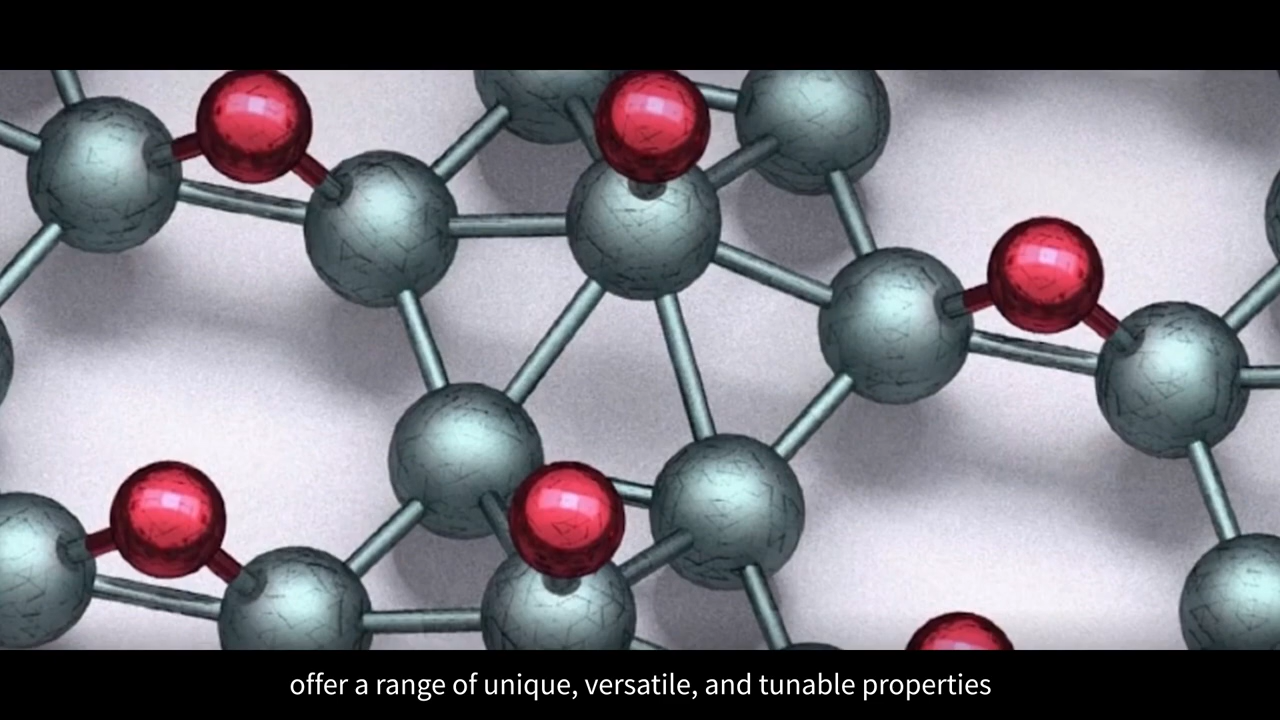 offer a range of unique, versatile, and tunable properties